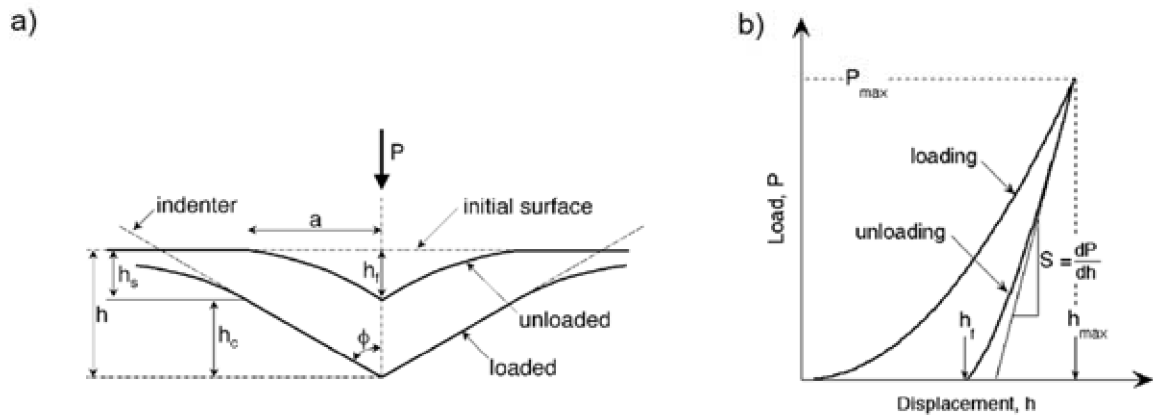 a)
P
indenter
a
initial surface
h_s
h_f
h
h_c
ϕ
unloaded
loaded
b)
P_max
loading
Load, P
unloading
S = dP/dh
h_f
h_max
Displacement, h